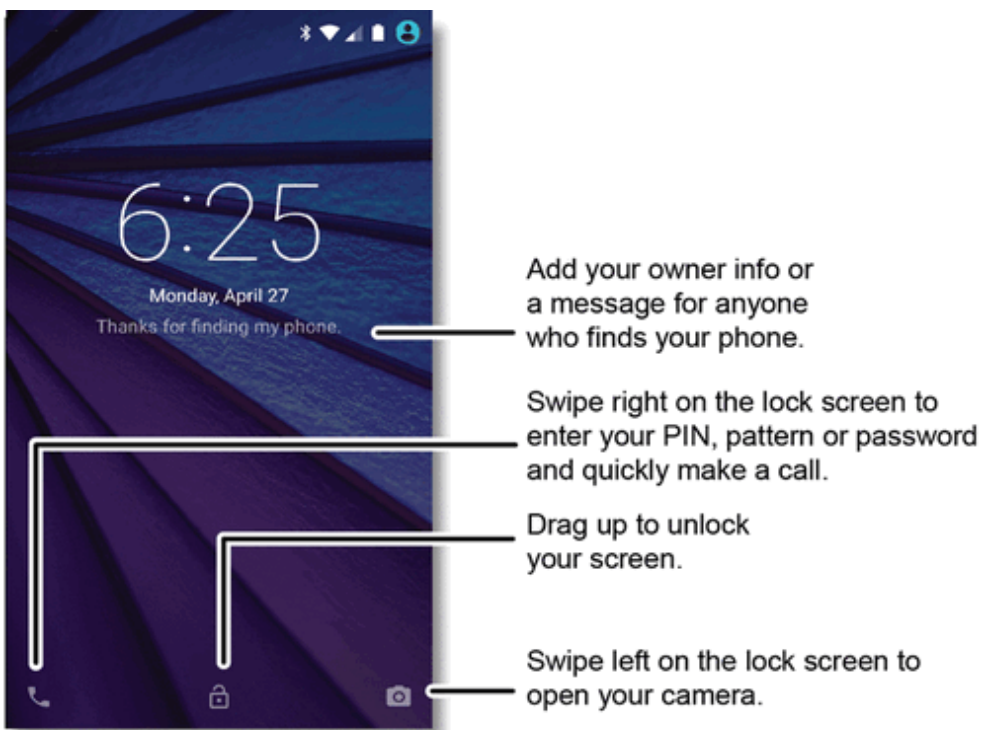 6:25
Monday, April 27
Thanks for finding my phone.
Add your owner info or
a message for anyone
who finds your phone.
Swipe right on the lock screen to
enter your PIN, pattern or password
and quickly make a call.
Drag up to unlock
your screen.
Swipe left on the lock screen to
open your camera.